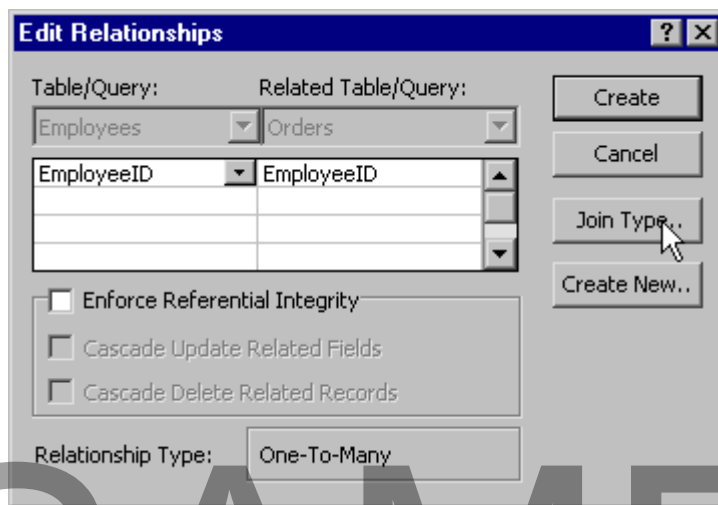 Edit Relationships
Table/Query: Related Table/Query:
Employees Orders
EmployeeID EmployeeID
Create
Cancel
Join Type..
Create New..
Enforce Referential Integrity
Cascade Update Related Fields
Cascade Delete Related Records
Relationship Type: One-To-Many